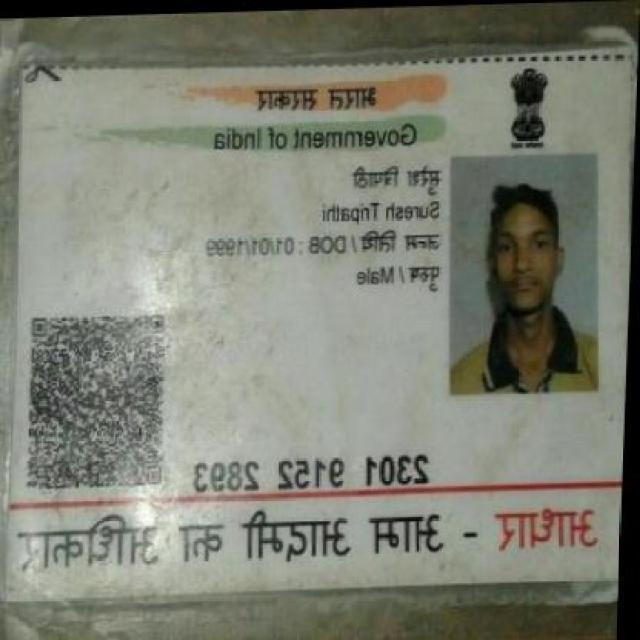 भारत सरकार
Government of India
सुरेश त्रिपाठी
Suresh Tripathi
जन्म तिथि / DOB : 01/01/1999
पुरुष / Male
2301 9152 2893
आधार - आम आदमी का अधिकार